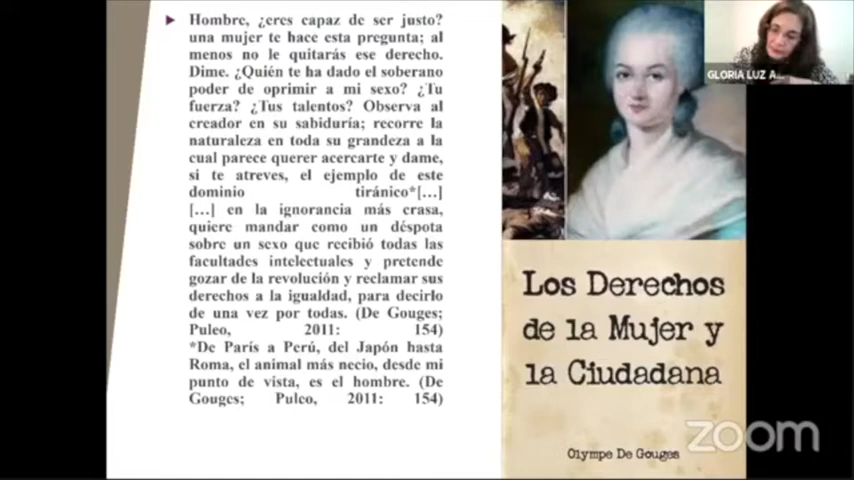 Hombre, ¿eres capaz de ser justo?
una mujer te hace esta pregunta; al
menos no le quitarás ese derecho.
Dime. ¿Quién te ha dado el soberano
poder de oprimir a mi sexo? ¿Tu
fuerza? ¿Tus talentos? Observa al
creador en su sabiduría; recorre la
naturaleza en toda su grandeza a la
cual parece querer acercarte y dame,
si te atreves, el ejemplo de este
dominio tiránico*[...]
[...] en la ignorancia más crasa,
quiere mandar como un déspota
sobre un sexo que recibió todas las
facultades intelectuales y pretende
gozar de la revolución y reclamar sus
derechos a la igualdad, para decirlo
de una vez por todas. (De Gouges;
Puleo, 2011: 154)
*De París a Perú, del Japón hasta
Roma, el animal más necio, desde mi
punto de vista, es el hombre. (De
Gouges; Puleo, 2011: 154)
Los Derechos
de la Mujer y
la Ciudadana
Olympe De Gouges
GLORIA LUZ A...
zoom